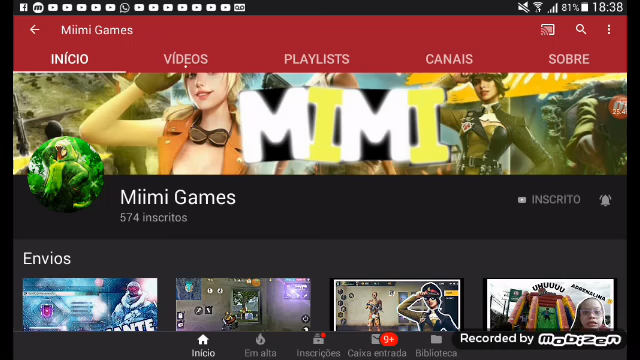 81% 18:38
Miimi Games
INÍCIO VÍDEOS PLAYLISTS CANAIS SOBRE
MIMI
Miimi Games
574 inscritos
INSCRITO
Envios
UHUUUU
ADRENALINA
9+
Início Em alta Inscrições Caixa entrada Biblioteca
Recorded by MOBIZEN